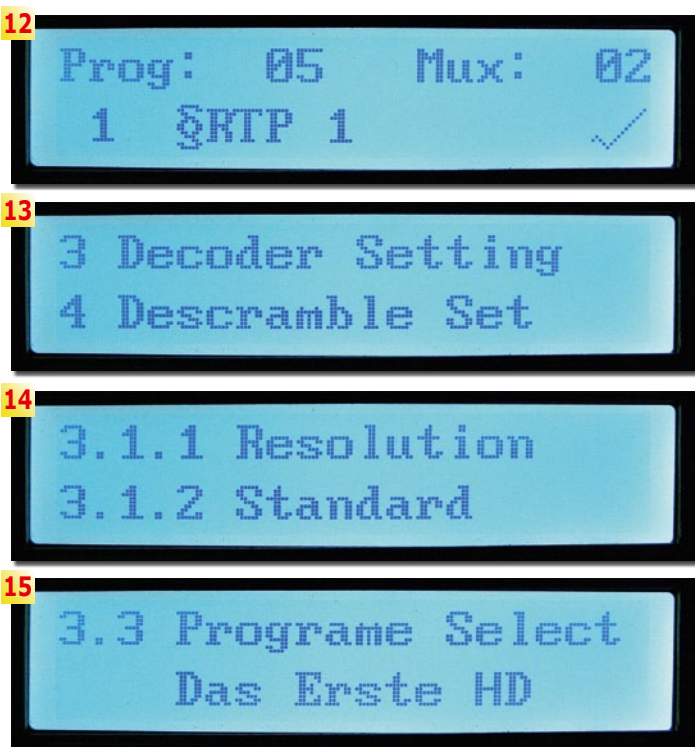 12
Prog: 05 Mux: 02
1 §RTP 1 ✓
13
3 Decoder Setting
4 Descramble Set
14
3.1.1 Resolution
3.1.2 Standard
15
3.3 Programe Select
Das Erste HD